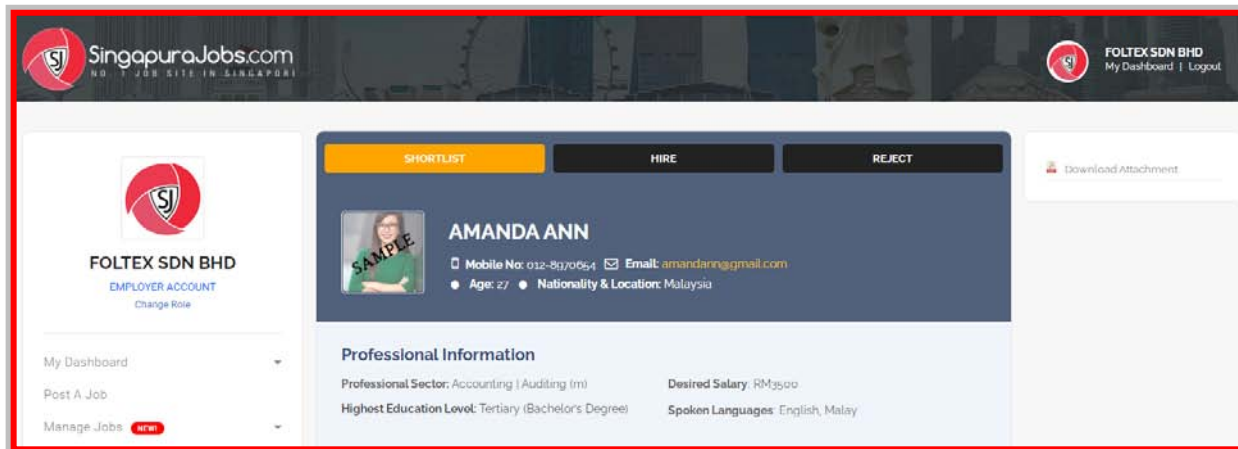 SingapuraJobs.com
NO. 1 JOB SITE IN SINGAPORE
FOLTEX SDN BHD
My Dashboard | Logout
SJ
FOLTEX SDN BHD
EMPLOYER ACCOUNT
Change Role
My Dashboard
Post A Job
Manage Jobs NEW!
SHORTLIST HIRE REJECT
SAMPLE
AMANDA ANN
Mobile No: 012-8970654 Email: amandann@gmail.com
Age: 27 Nationality & Location: Malaysia
Professional Information
Professional Sector: Accounting | Auditing (m) Desired Salary: RM3500
Highest Education Level: Tertiary (Bachelor's Degree) Spoken Languages: English, Malay
Download Attachment